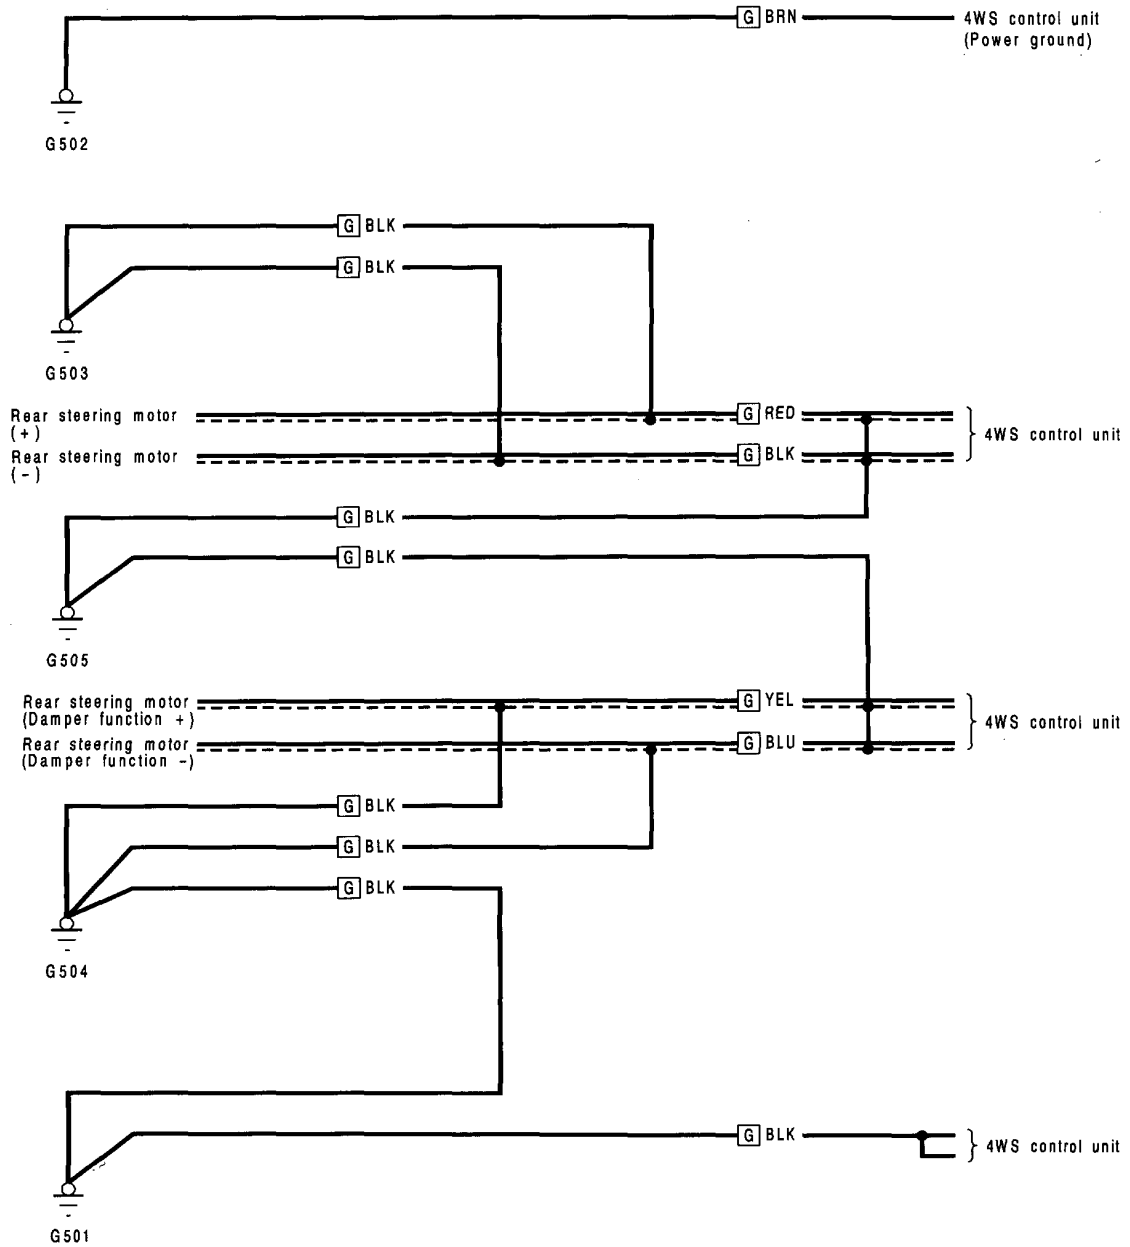 G BRN
4WS control unit
(Power ground)
G502
G BLK
G BLK
G503
Rear steering motor
(+)
G RED
4WS control unit
Rear steering motor
(-)
G BLK
G BLK
G BLK
G505
Rear steering motor
(Damper function +)
G YEL
4WS control unit
Rear steering motor
(Damper function -)
G BLU
G BLK
G BLK
G BLK
G504
G BLK
4WS control unit
G501